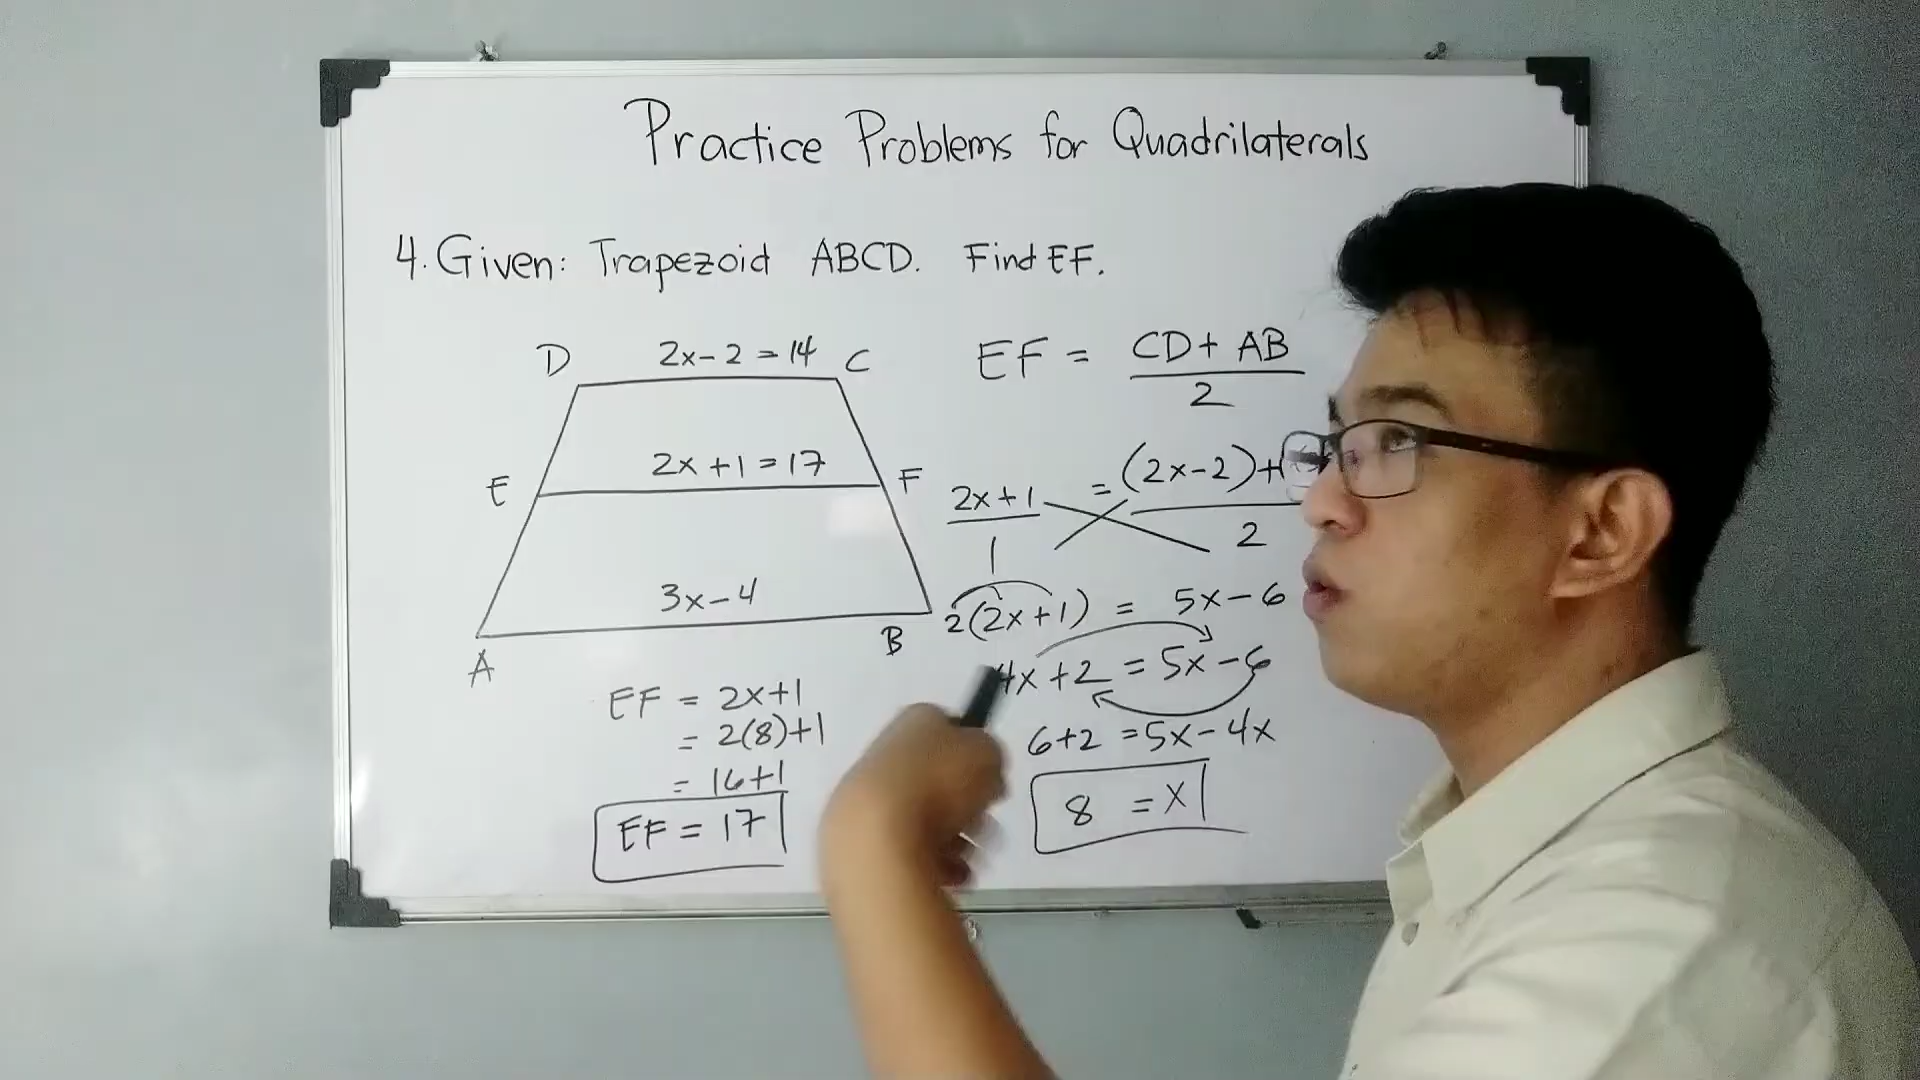 Practice Problems for Quadrilaterals
4. Given: Trapezoid ABCD. Find EF.
D 2x-2 = 14 C
E 2x+1 = 17 F
3x-4
A B
EF = 2x+1
= 2(8)+1
= 16+1
EF = 17
EF = CD+ AB
2
2x+1 = (2x-2)+
1 2
2(2x+1) = 5x-6
4x+2 = 5x-6
6+2 = 5x-4x
8 = x